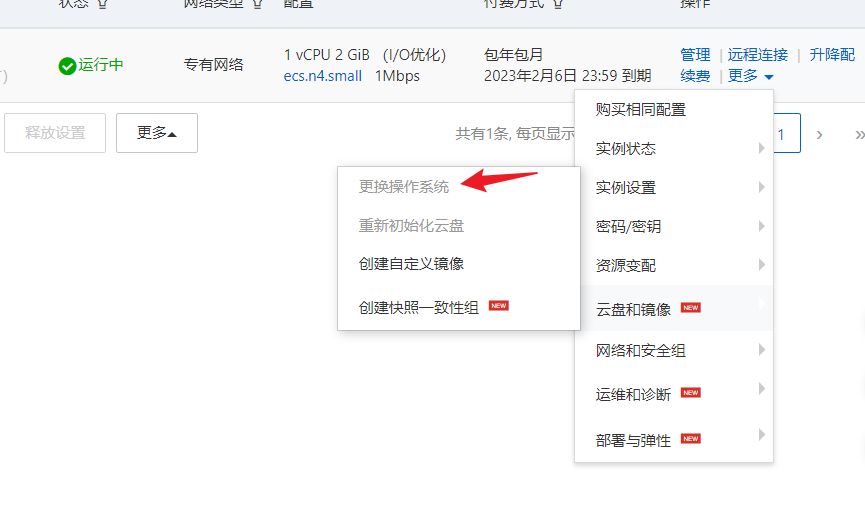 状态
网络类型
配置
付费方式
操作
运行中
专有网络
1 vCPU 2 GiB (I/O优化)
ecs.n4.small 1Mbps
包年包月
2023年2月6日 23:59 到期
管理 | 远程连接 | 升降配
续费 | 更多
释放设置
更多
共有1条, 每页显示
1
购买相同配置
实例状态
实例设置
密码/密钥
资源变配
云盘和镜像 NEW
网络和安全组
运维和诊断 NEW
部署与弹性 NEW
更换操作系统
重新初始化云盘
创建自定义镜像
创建快照一致性组 NEW